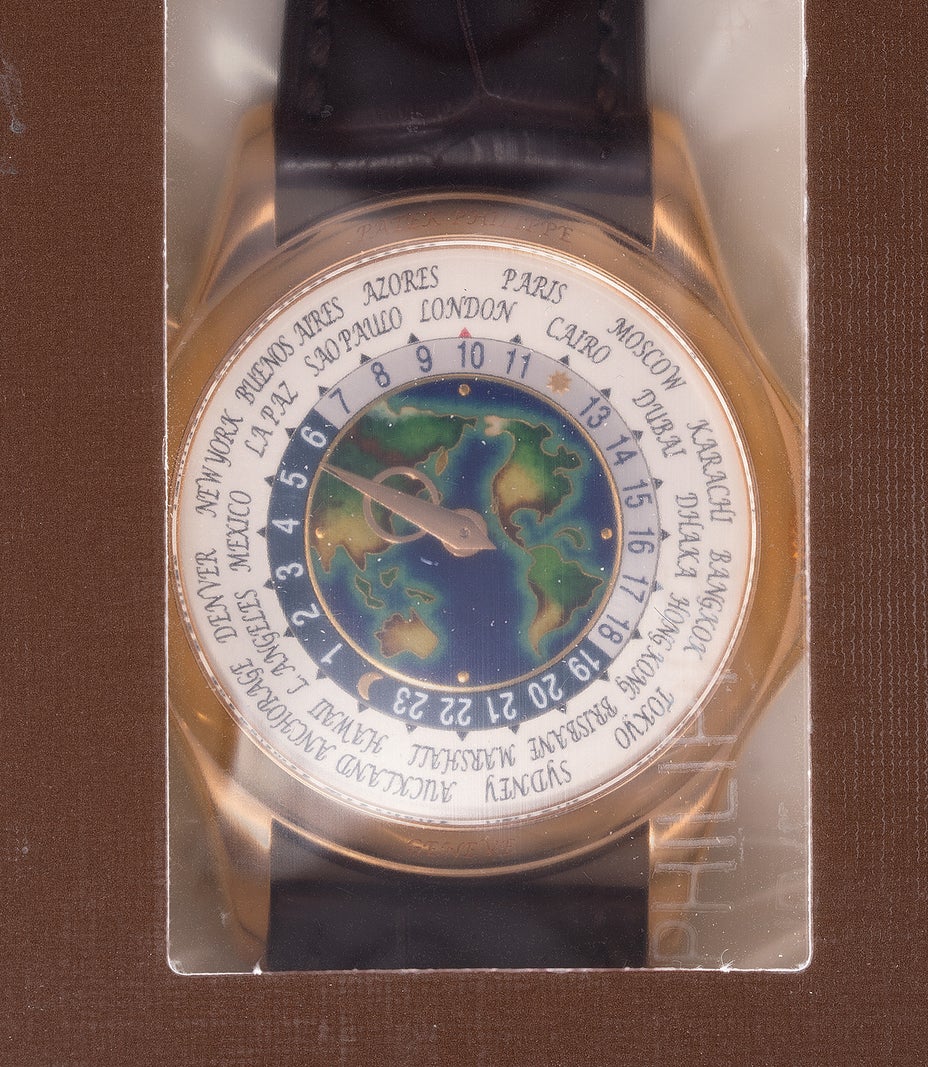 PATEK PHILIPPE
LONDON
PARIS
CAIRO
MOSCOW
DUBAI
KARACHI
DHAKA
BANGKOK
HONG KONG
TOKYO
BRISBANE
SYDNEY
MARSHALL
AUCKLAND
HAWAII
ANCHORAGE
L.ANGELES
DENVER
MEXICO
NEW YORK
LA PAZ
BUENOS AIRES
SAO PAULO
AZORES
10
11
13
14
15
16
17
18
19
20
21
22
23
1
2
3
4
5
6
7
8
9
GENEVE
PHILIPPE